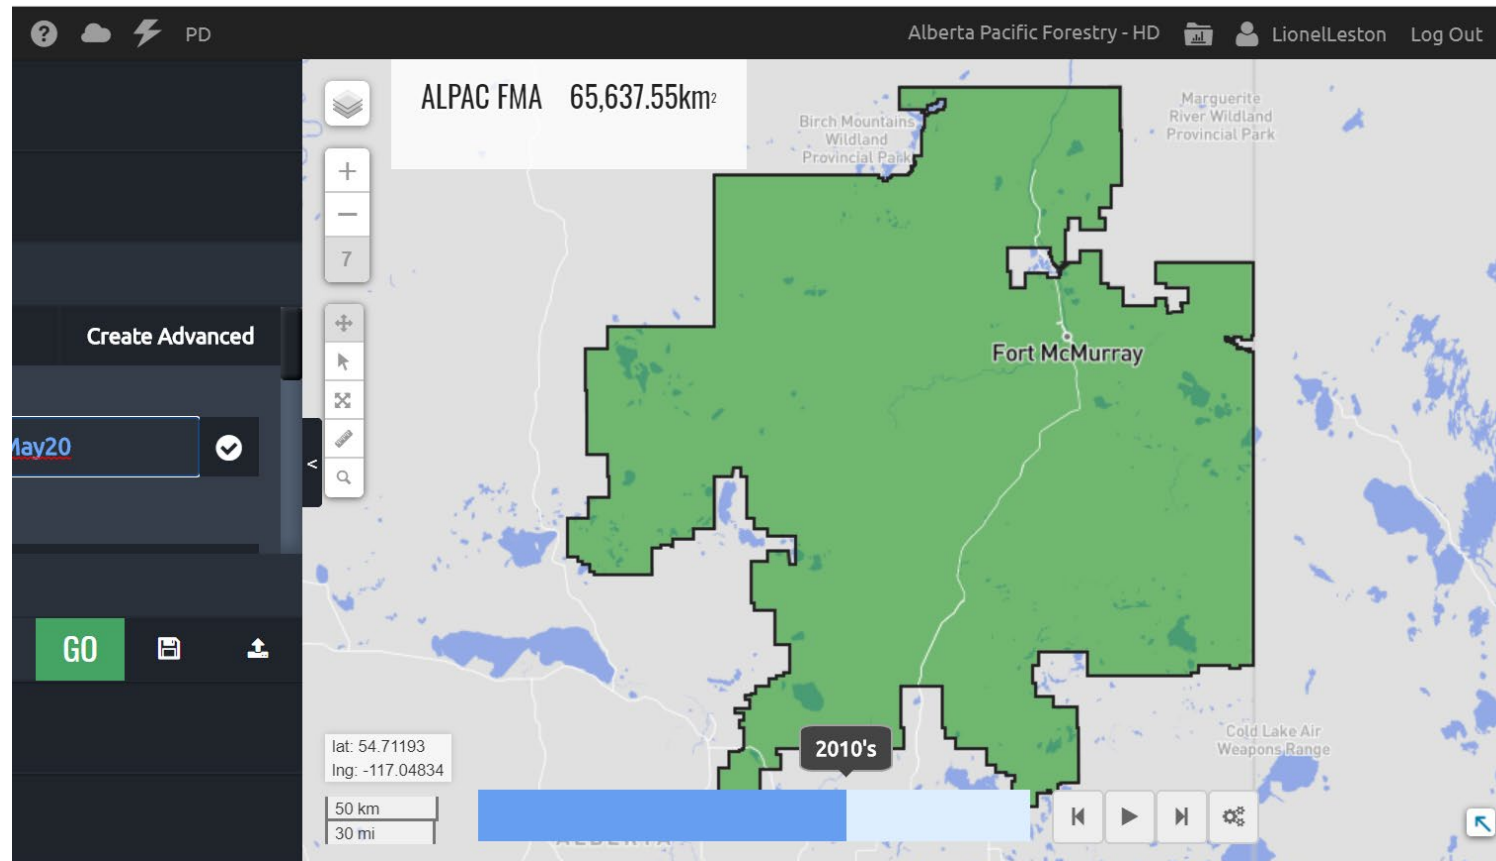 ?
PD
Alberta Pacific Forestry - HD
LionelLeston
Log Out
ALPAC FMA 65,637.55km²
Birch Mountains
Wildland
Provincial Park
Marguerite
River Wildland
Provincial Park
+
−
7
Create Advanced
Fort McMurray
May20
<
GO
Cold Lake Air
Weapons Range
2010's
lat: 54.71193
lng: -117.04834
50 km
30 mi
ALBERTA